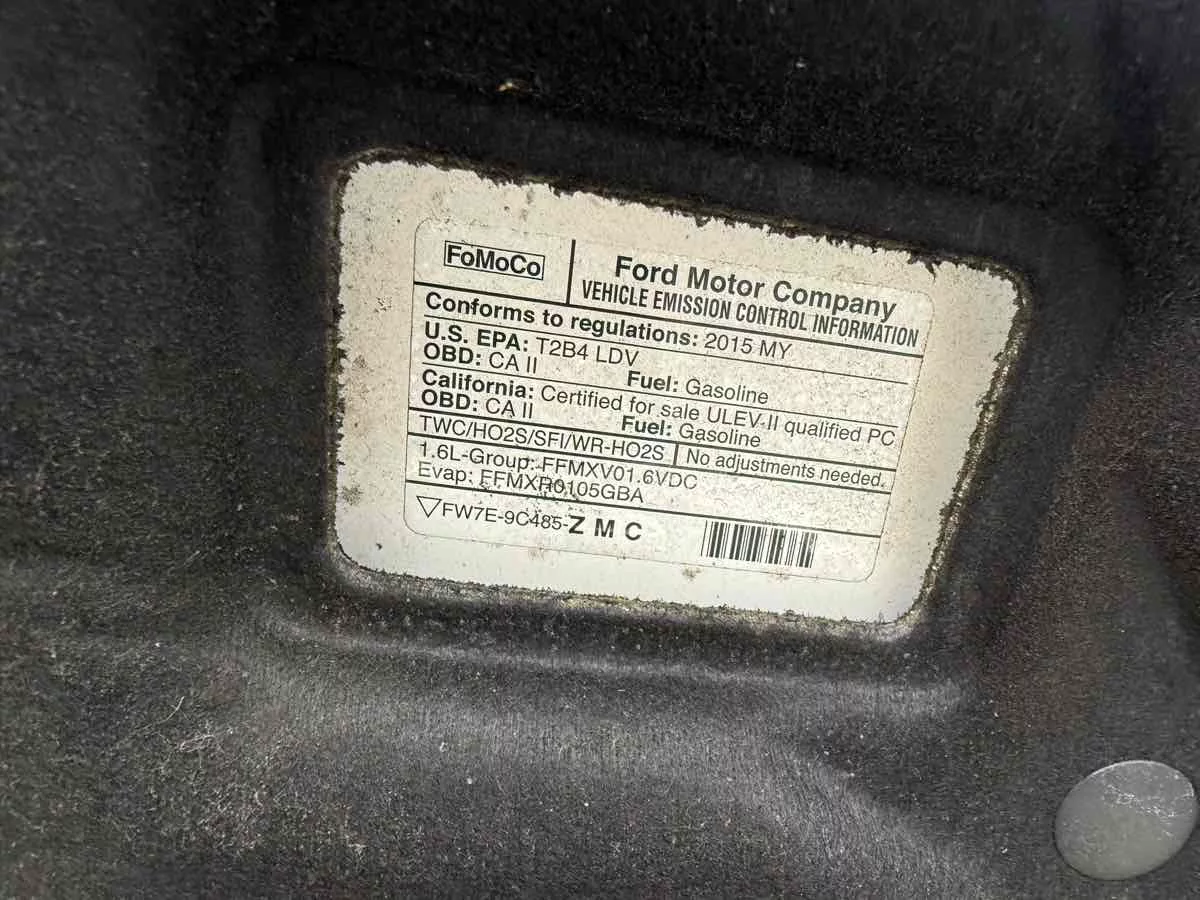 FoMoCo
Ford Motor Company
VEHICLE EMISSION CONTROL INFORMATION
Conforms to regulations: 2015 MY
U.S. EPA: T2B4 LDV
OBD: CA II Fuel: Gasoline
California: Certified for sale ULEV-II qualified PC
OBD: CA II Fuel: Gasoline
TWC/HO2S/SFI/WR-HO2S No adjustments needed.
1.6L-Group: FFMXV01.6VDC
Evap: FFMXR0105GBA
FW7E-9C485-Z M C